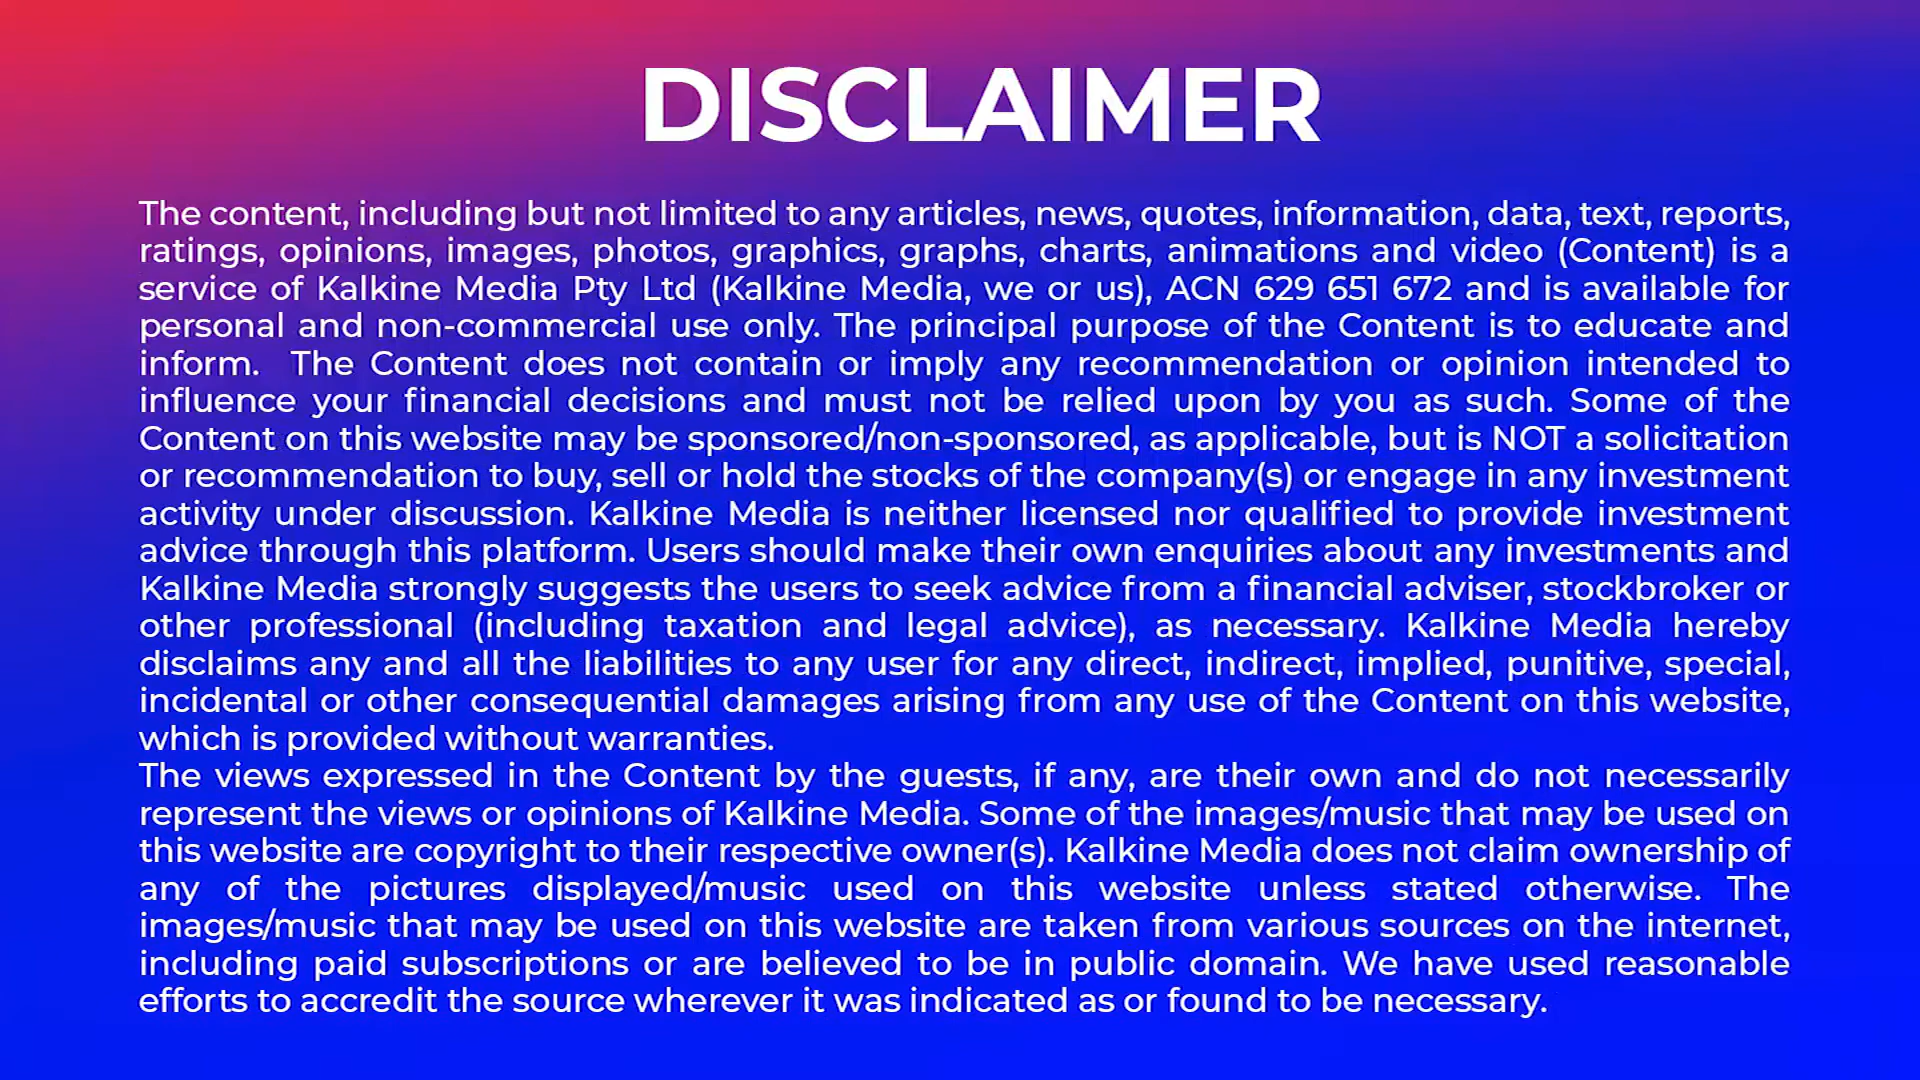 DISCLAIMER
The content, including but not limited to any articles, news, quotes, information, data, text, reports,
ratings, opinions, images, photos, graphics, graphs, charts, animations and video (Content) is a
service of Kalkine Media Pty Ltd (Kalkine Media, we or us), ACN 629 651 672 and is available for
personal and non-commercial use only. The principal purpose of the Content is to educate and
inform.  The Content does not contain or imply any recommendation or opinion intended to
influence your financial decisions and must not be relied upon by you as such. Some of the
Content on this website may be sponsored/non-sponsored, as applicable, but is NOT a solicitation
or recommendation to buy, sell or hold the stocks of the company(s) or engage in any investment
activity under discussion. Kalkine Media is neither licensed nor qualified to provide investment
advice through this platform. Users should make their own enquiries about any investments and
Kalkine Media strongly suggests the users to seek advice from a financial adviser, stockbroker or
other professional (including taxation and legal advice), as necessary. Kalkine Media hereby
disclaims any and all the liabilities to any user for any direct, indirect, implied, punitive, special,
incidental or other consequential damages arising from any use of the Content on this website,
which is provided without warranties.
The views expressed in the Content by the guests, if any, are their own and do not necessarily
represent the views or opinions of Kalkine Media. Some of the images/music that may be used on
this website are copyright to their respective owner(s). Kalkine Media does not claim ownership of
any of the pictures displayed/music used on this website unless stated otherwise. The
images/music that may be used on this website are taken from various sources on the internet,
including paid subscriptions or are believed to be in public domain. We have used reasonable
efforts to accredit the source wherever it was indicated as or found to be necessary.